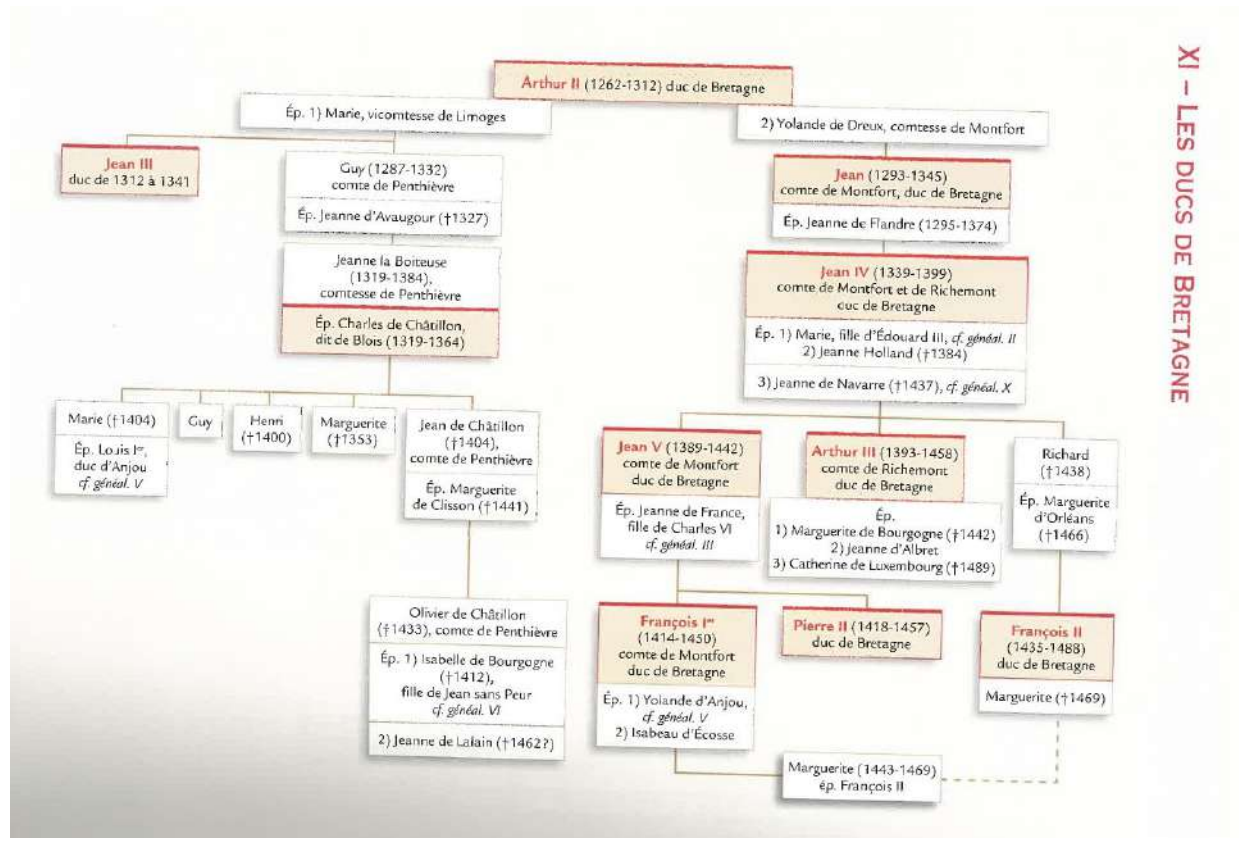 XI – LES DUCS DE BRETAGNE
Arthur II (1262-1312) duc de Bretagne
Ép. 1) Marie, vicomtesse de Limoges
2) Yolande de Dreux, comtesse de Montfort
Jean III
duc de 1312 à 1341
Guy (1287-1332)
comte de Penthièvre
Ép. Jeanne d'Avaugour (†1327)
Jean (1293-1345)
comte de Montfort, duc de Bretagne
Ép. Jeanne de Flandre (1295-1374)
Jeanne la Boiteuse
(1319-1384),
comtesse de Penthièvre
Ép. Charles de Châtillon,
dit de Blois (1319-1364)
Jean IV (1339-1399)
comte de Montfort et de Richemont
duc de Bretagne
Ép. 1) Marie, fille d'Édouard III, cf. généal. II
2) Jeanne Holland (†1384)
3) Jeanne de Navarre (†1437), cf. généal. X
Marie (†1404)
Ép. Louis Ier,
duc d'Anjou
cf. généal. V
Guy
Henri
(†1400)
Marguerite
(†1353)
Jean de Châtillon
(†1404),
comte de Penthièvre
Ép. Marguerite
de Clisson (†1441)
Jean V (1389-1442)
comte de Montfort
duc de Bretagne
Ép. Jeanne de France,
fille de Charles VI
cf. généal. III
Arthur III (1393-1458)
comte de Richemont
duc de Bretagne
Ép.
1) Marguerite de Bourgogne (†1442)
2) Jeanne d'Albret
3) Catherine de Luxembourg (†1489)
Richard
(†1438)
Ép. Marguerite
d'Orléans
(†1466)
Olivier de Châtillon
(†1433), comte de Penthièvre
Ép. 1) Isabelle de Bourgogne
(†1412),
fille de Jean sans Peur
cf. généal. VI
2) Jeanne de Lalain (†1462?)
François Ier
(1414-1450)
comte de Montfort
duc de Bretagne
Ép. 1) Yolande d'Anjou,
cf. généal. V
2) Isabeau d'Écosse
Pierre II (1418-1457)
duc de Bretagne
François II
(1435-1488)
duc de Bretagne
Marguerite (†1469)
Marguerite (1443-1469)
ép. François II